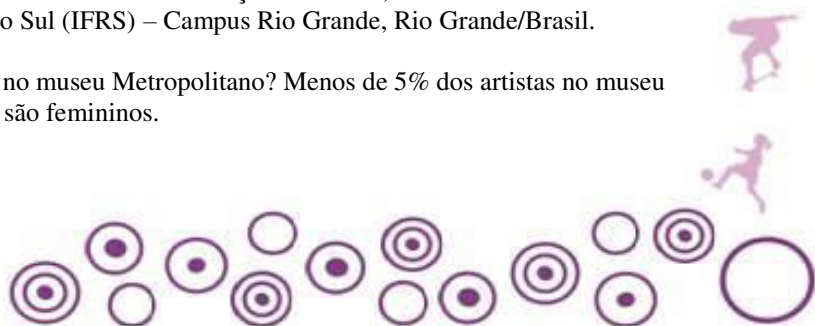 o Sul (IFRS) – Campus Rio Grande, Rio Grande/Brasil.
no museu Metropolitano? Menos de 5% dos artistas no museu
são femininos.